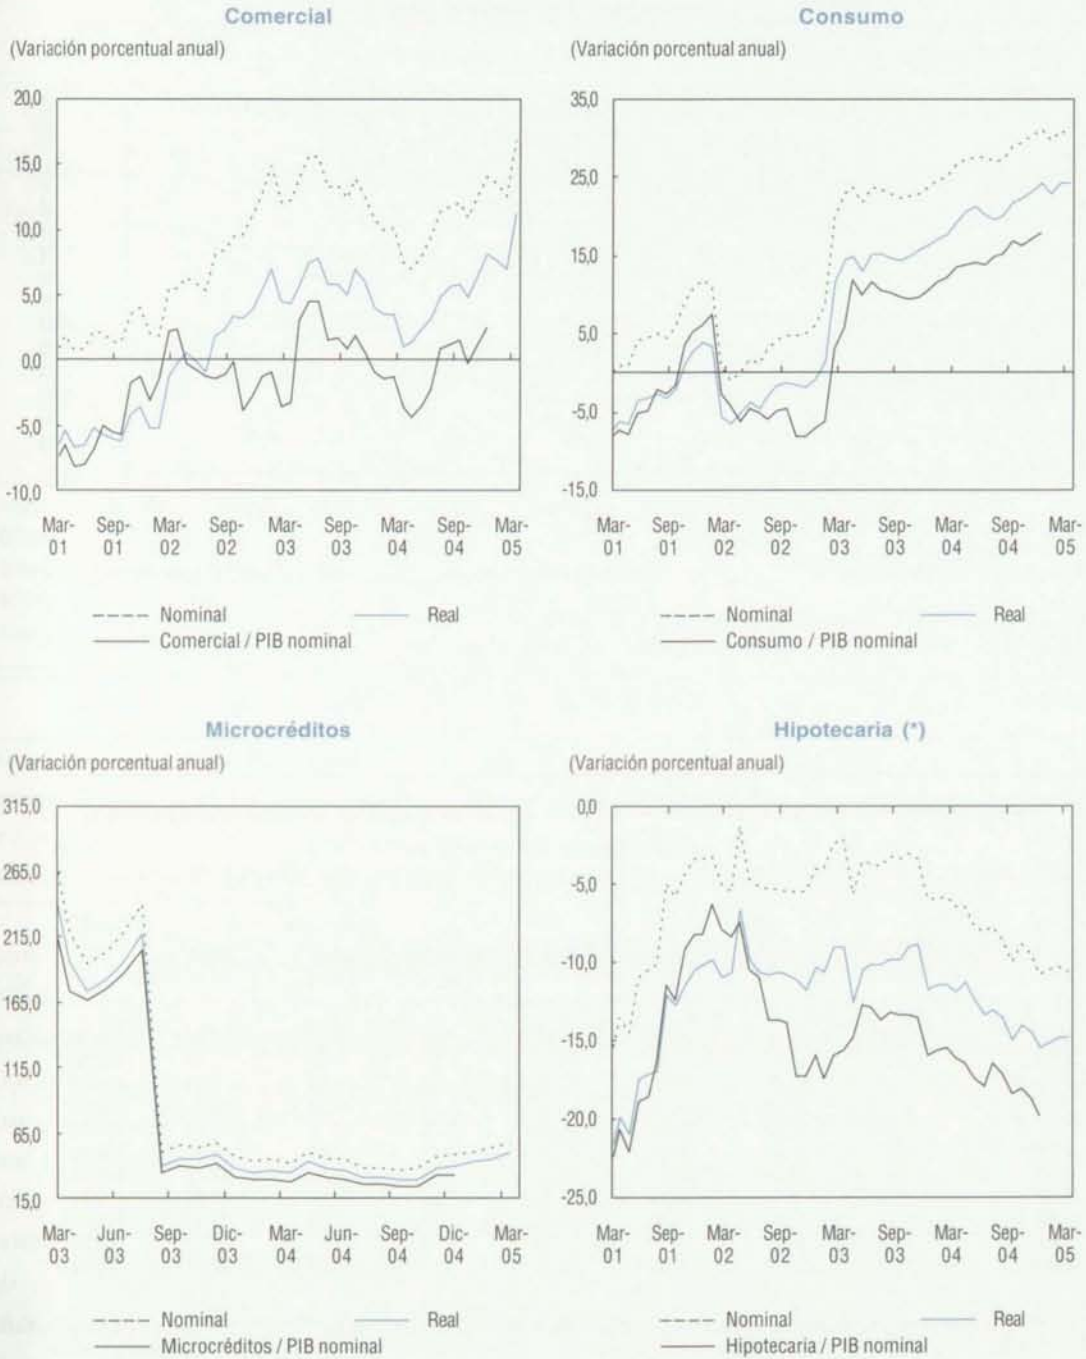 Comercial
(Variación porcentual anual)
20,0
15,0
10,0
5,0
0,0
-5,0
-10,0
Mar-01 Sep-01 Mar-02 Sep-02 Mar-03 Sep-03 Mar-04 Sep-04 Mar-05
Nominal Real
Comercial / PIB nominal
Consumo
(Variación porcentual anual)
35,0
25,0
15,0
5,0
-5,0
-15,0
Mar-01 Sep-01 Mar-02 Sep-02 Mar-03 Sep-03 Mar-04 Sep-04 Mar-05
Nominal Real
Consumo / PIB nominal
Microcréditos
(Variación porcentual anual)
315,0
265,0
215,0
165,0
115,0
65,0
15,0
Mar-03 Jun-03 Sep-03 Dic-03 Mar-04 Jun-04 Sep-04 Dic-04 Mar-05
Nominal Real
Microcréditos / PIB nominal
Hipotecaria (*)
(Variación porcentual anual)
0,0
-5,0
-10,0
-15,0
-20,0
-25,0
Mar-01 Sep-01 Mar-02 Sep-02 Mar-03 Sep-03 Mar-04 Sep-04 Mar-05
Nominal Real
Hipotecaria / PIB nominal